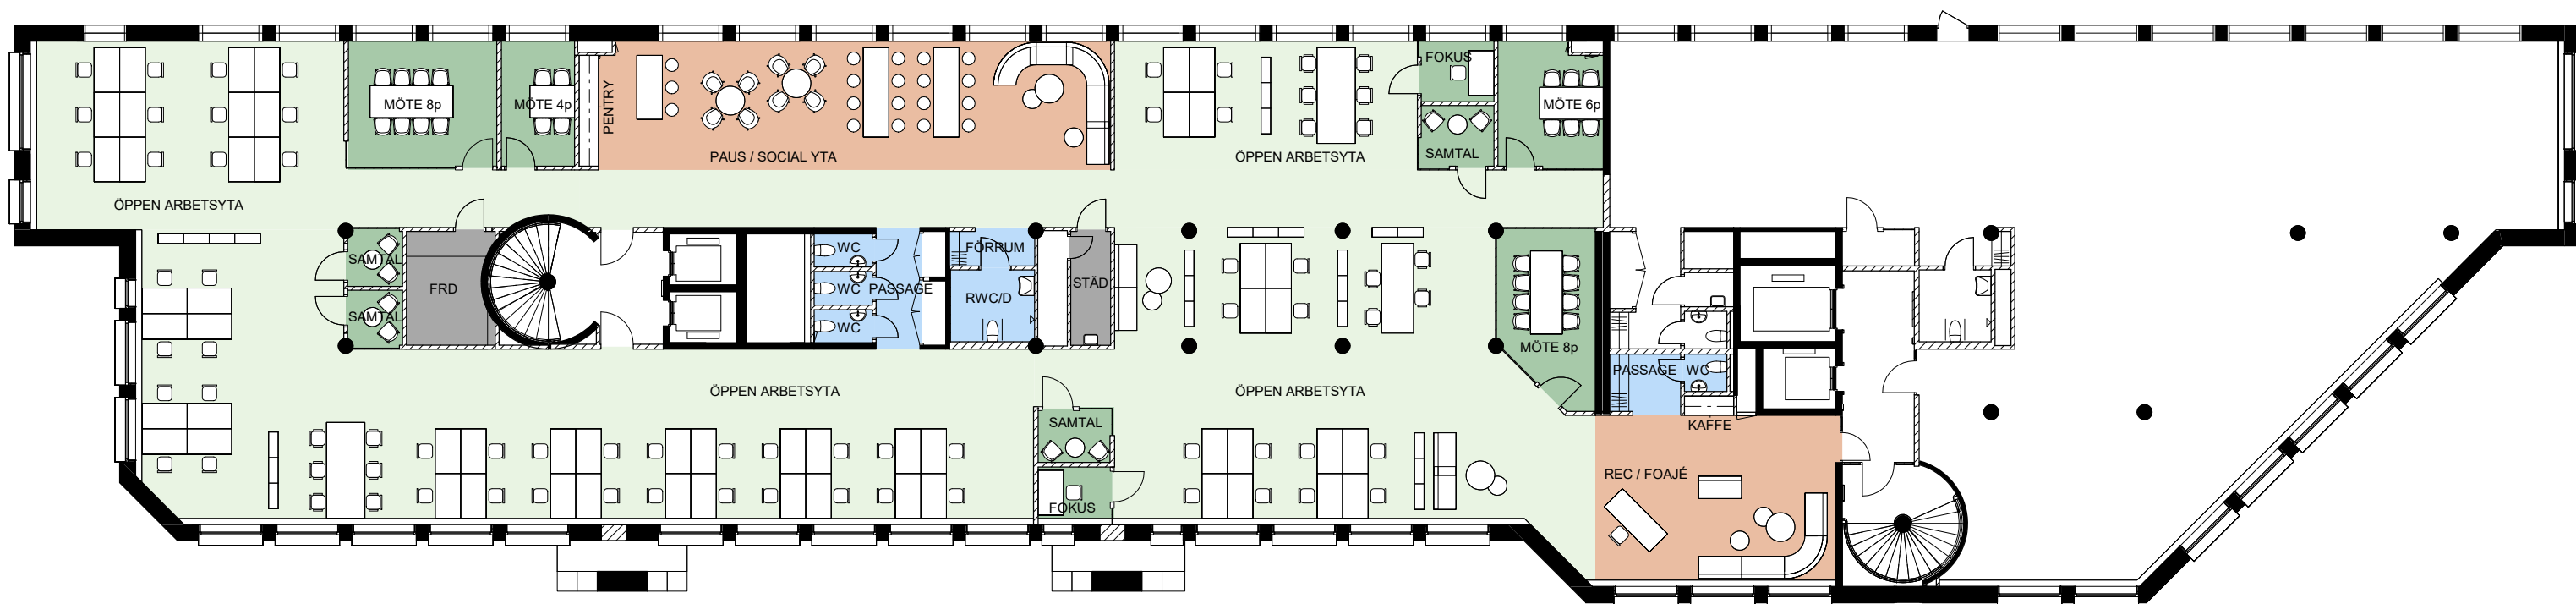 FOKUS
MÖTE 8p
MÖTE 4p
PENTRY
MÖTE 6p
PAUS / SOCIAL YTA
ÖPPEN ARBETSYTA
SAMTAL
ÖPPEN ARBETSYTA
WC
FÖRRUM
SAMTAL
FRD
WC
PASSAGE
RWC/D
STÄD
SAMTAL
WC
MÖTE 8p
PASSAGE
WC
ÖPPEN ARBETSYTA
ÖPPEN ARBETSYTA
SAMTAL
KAFFE
REC / FOAJÉ
FOKUS